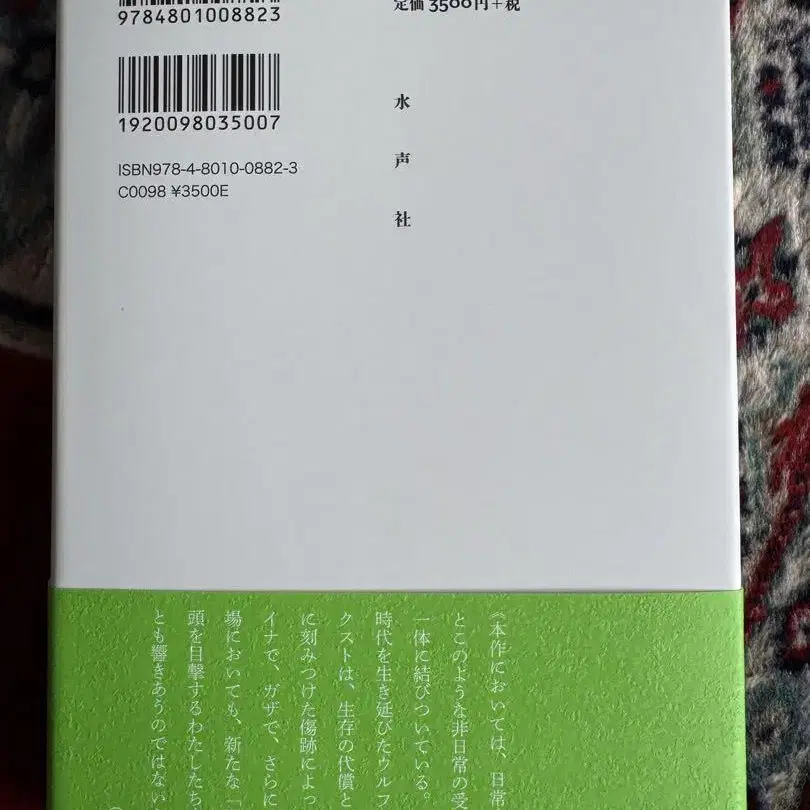 9784801008823
定価 3500円+税
1920098035007
水声社
ISBN978-4-8010-0882-3
C0098 ¥3500E
《本作においては、日常
とこのような非日常の受
一体に結びついている。
時代を生き延びたウルフ
クストは、生存の代償と
に刻みつけた傷跡によっ
イナで、ガザで、さらに
場においても、新たな「
頭を目撃するわたしたち
とも響きあうのではない